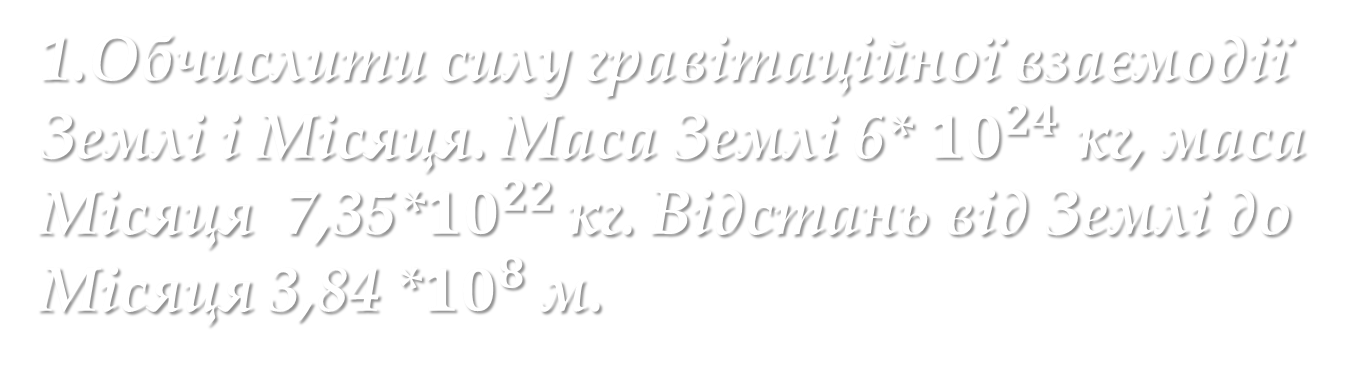 1.Обчислити силу гравітаційної взаємодії
Землі і Місяця. Маса Землі 6* 10²⁴ кг, маса
Місяця 7,35*10²² кг. Відстань від Землі до
Місяця 3,84 *10⁸ м.